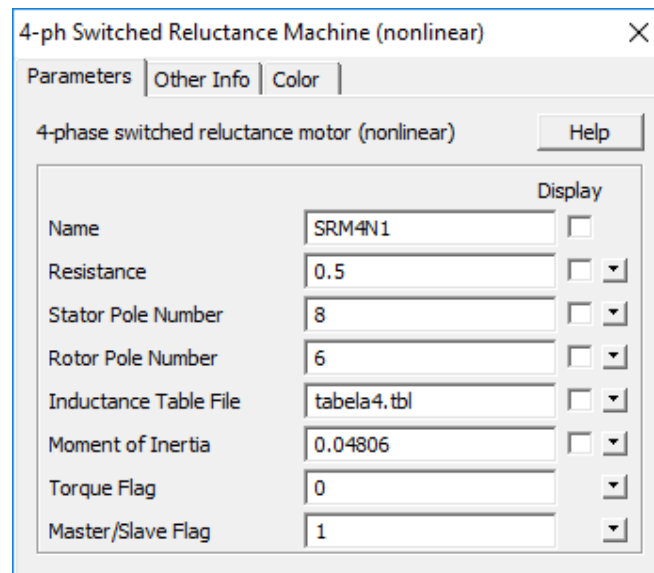 4-ph Switched Reluctance Machine (nonlinear)
Parameters Other Info Color
4-phase switched reluctance motor (nonlinear) Help
Display
Name SRM4N1
Resistance 0.5
Stator Pole Number 8
Rotor Pole Number 6
Inductance Table File tabela4.tbl
Moment of Inertia 0.04806
Torque Flag 0
Master/Slave Flag 1